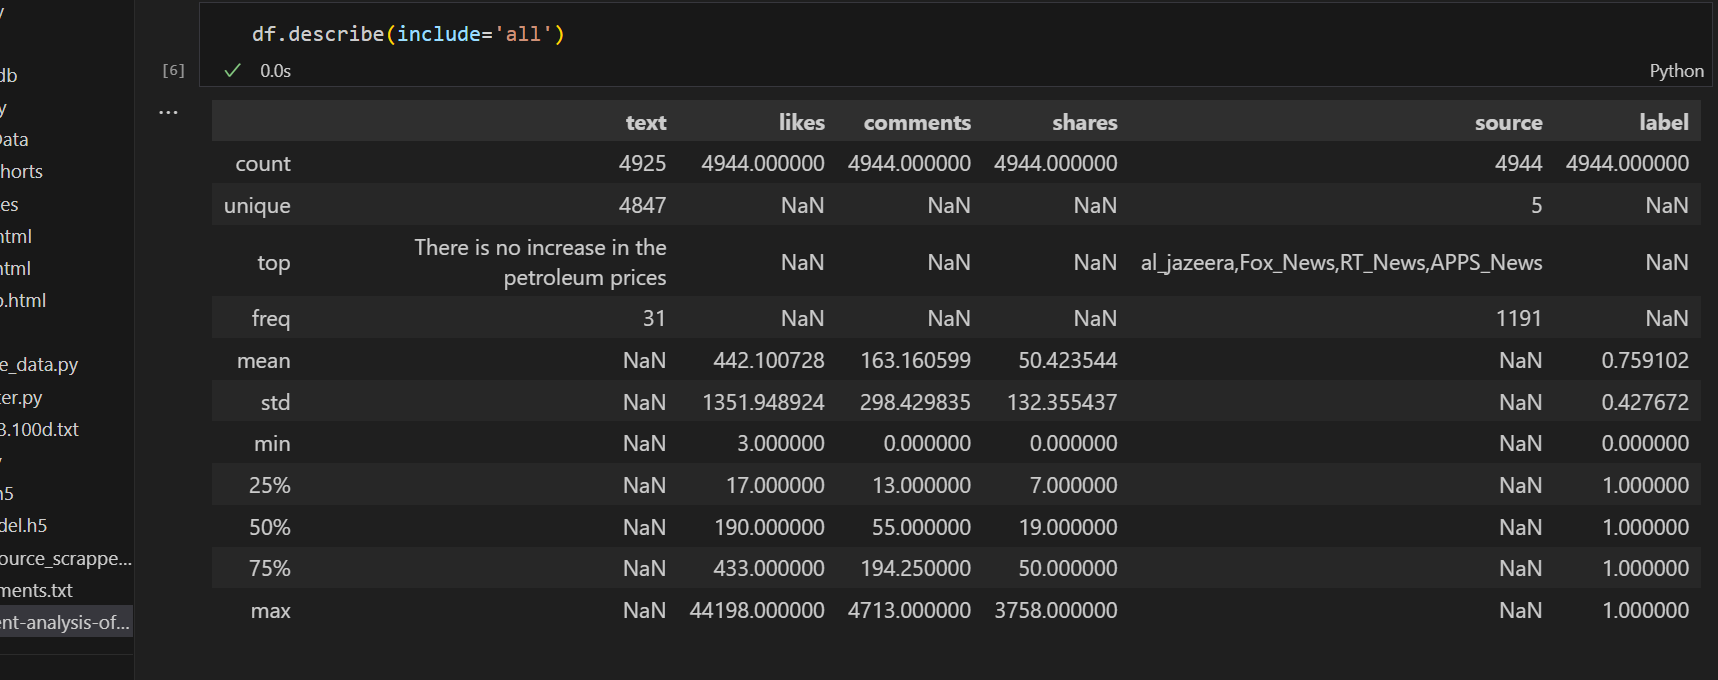 df.describe(include='all')
[6]
0.0s
Python
...
text likes comments shares source label
count 4925 4944.000000 4944.000000 4944.000000 4944 4944.000000
unique 4847 NaN NaN NaN 5 NaN
top There is no increase in the petroleum prices NaN NaN NaN al_jazeera,Fox_News,RT_News,APPS_News NaN
freq 31 NaN NaN NaN 1191 NaN
mean NaN 442.100728 163.160599 50.423544 NaN 0.759102
std NaN 1351.948924 298.429835 132.355437 NaN 0.427672
min NaN 3.000000 0.000000 0.000000 NaN 0.000000
25% NaN 17.000000 13.000000 7.000000 NaN 1.000000
50% NaN 190.000000 55.000000 19.000000 NaN 1.000000
75% NaN 433.000000 194.250000 50.000000 NaN 1.000000
max NaN 44198.000000 4713.000000 3758.000000 NaN 1.000000
db
y
Data
horts
es
html
html
o.html
e_data.py
ter.py
3.100d.txt
h5
del.h5
ource_scrappe...
ments.txt
ent-analysis-of...